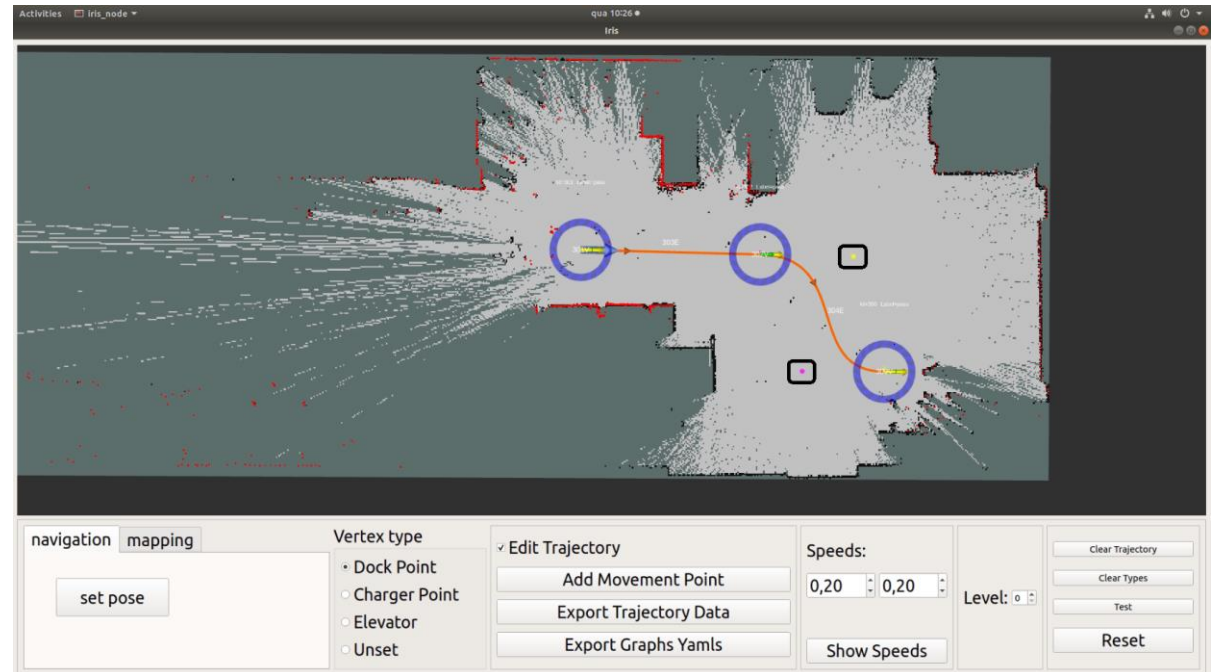 Activities iris_node qua 10:26
Iris
303E
304E
navigation mapping
set pose
Vertex type
Dock Point
Charger Point
Elevator
Unset
Edit Trajectory
Add Movement Point
Export Trajectory Data
Export Graphs Yamls
Speeds:
0,20 0,20
Show Speeds
Level: 0
Clear Trajectory
Clear Types
Test
Reset